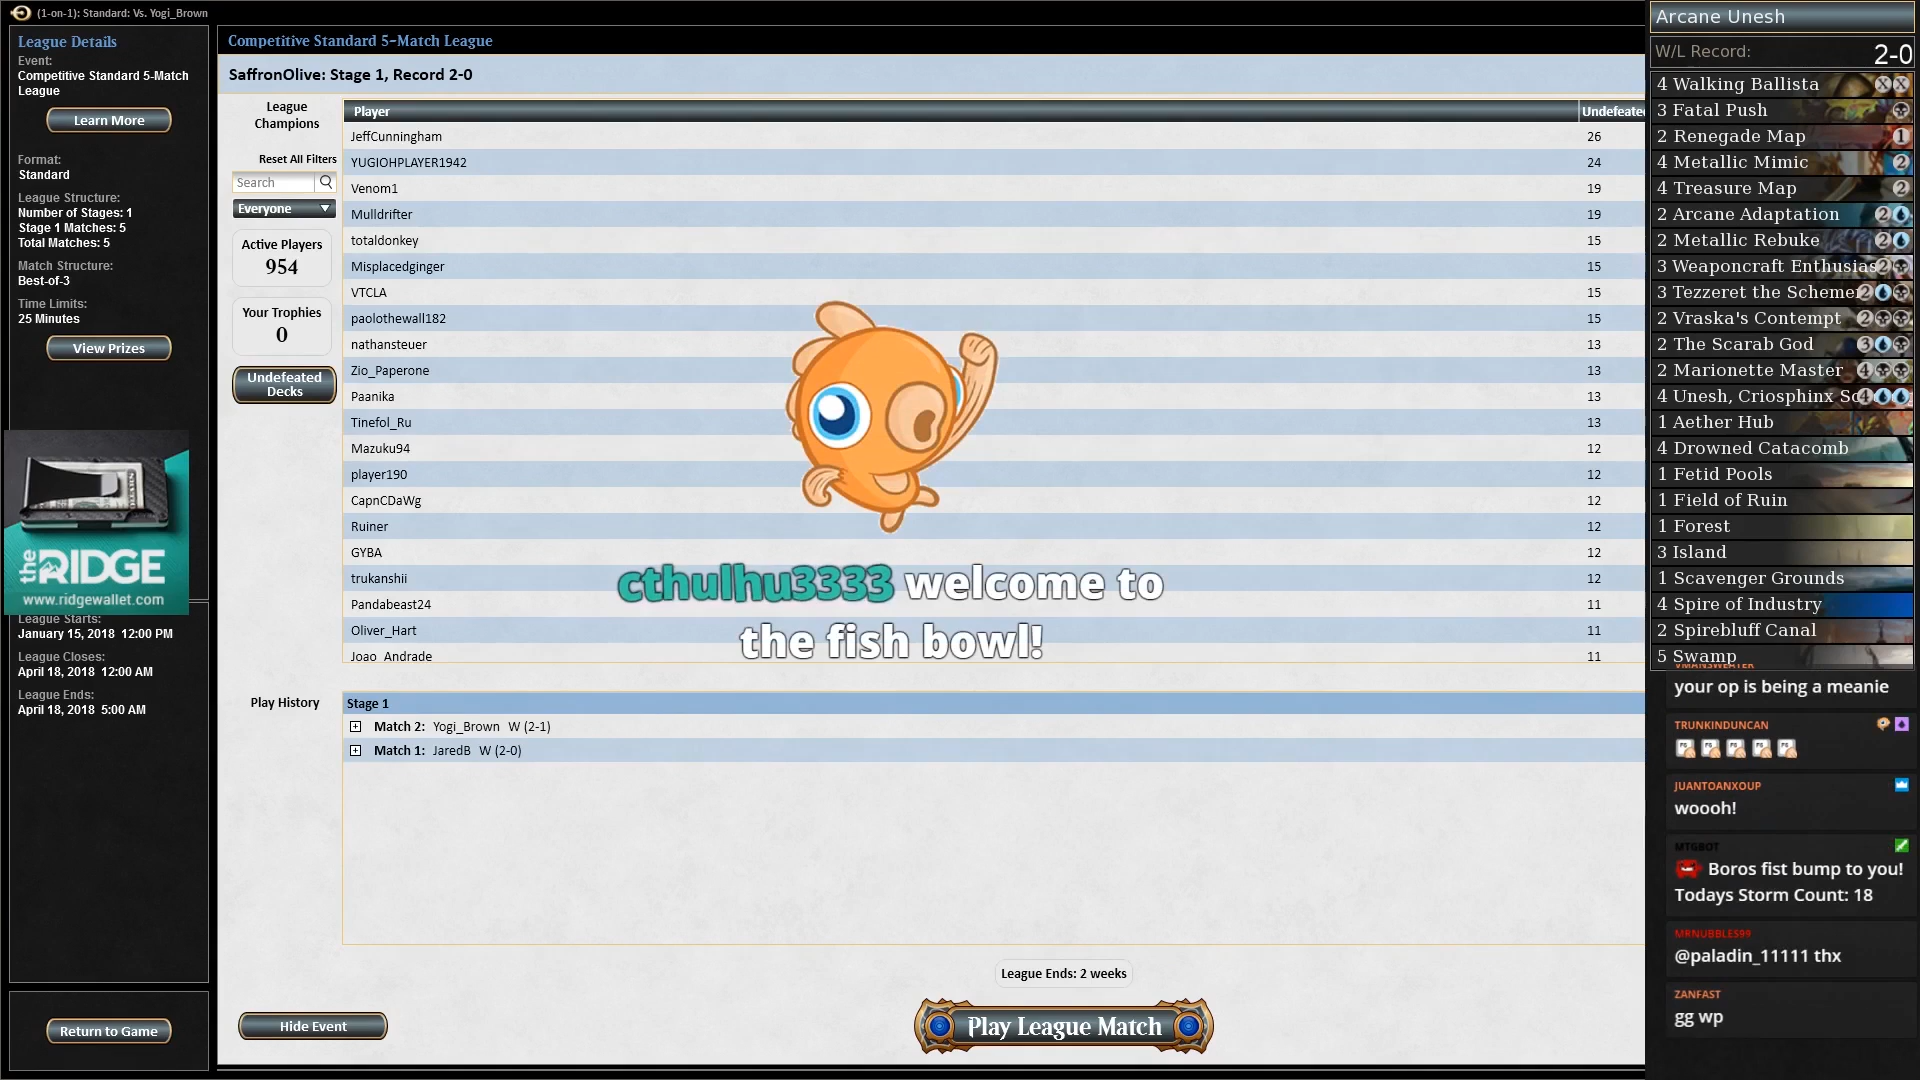 (1-on-1): Standard: Vs. Yogi_Brown
League Details
Event:
Competitive Standard 5-Match
League
Learn More
Format:
Standard
League Structure:
Number of Stages: 1
Stage 1 Matches: 5
Total Matches: 5
Match Structure:
Best-of-3
Time Limits:
25 Minutes
View Prizes
the RIDGE
www.ridgewallet.com
League Starts:
January 15, 2018 12:00 PM
League Closes:
April 18, 2018 12:00 AM
League Ends:
April 18, 2018 5:00 AM
Return to Game
Competitive Standard 5-Match League
SaffronOlive: Stage 1, Record 2-0
League
Champions
Reset All Filters
Search
Everyone
Active Players
954
Your Trophies
0
Undefeated
Decks
Player Undefeated
JeffCunningham 26
YUGIOHPLAYER1942 24
Venom1 19
Mulldrifter 19
totaldonkey 15
Misplacedginger 15
VTCLA 15
paolothewall182 15
nathansteuer 13
Zio_Paperone 13
Paanika 13
Tinefol_Ru 13
Mazuku94 12
player190 12
CapnCDaWg 12
Ruiner 12
GYBA 12
trukanshii 12
Pandabeast24 11
Oliver_Hart 11
Joao_Andrade 11
cthulhu3333 welcome to
the fish bowl!
Play History
Stage 1
Match 2: Yogi_Brown W (2-1)
Match 1: JaredB W (2-0)
League Ends: 2 weeks
Hide Event
Play League Match
Arcane Unesh
W/L Record: 2-0
4 Walking Ballista X X
3 Fatal Push
2 Renegade Map 1
4 Metallic Mimic 2
4 Treasure Map 2
2 Arcane Adaptation 2
2 Metallic Rebuke 2
3 Weaponcraft Enthusias 2
3 Tezzeret the Schemer 2
2 Vraska's Contempt 2
2 The Scarab God 3
2 Marionette Master 4
4 Unesh, Criosphinx So 4
1 Aether Hub
4 Drowned Catacomb
1 Fetid Pools
1 Field of Ruin
1 Forest
3 Island
1 Scavenger Grounds
4 Spire of Industry
2 Spirebluff Canal
5 Swamp
your op is being a meanie
TRUNKINDUNCAN
JUANTOANXOUP
woooh!
MTGBOT
Boros fist bump to you!
Todays Storm Count: 18
MRNUBBLES99
@paladin_11111 thx
ZANFAST
gg wp